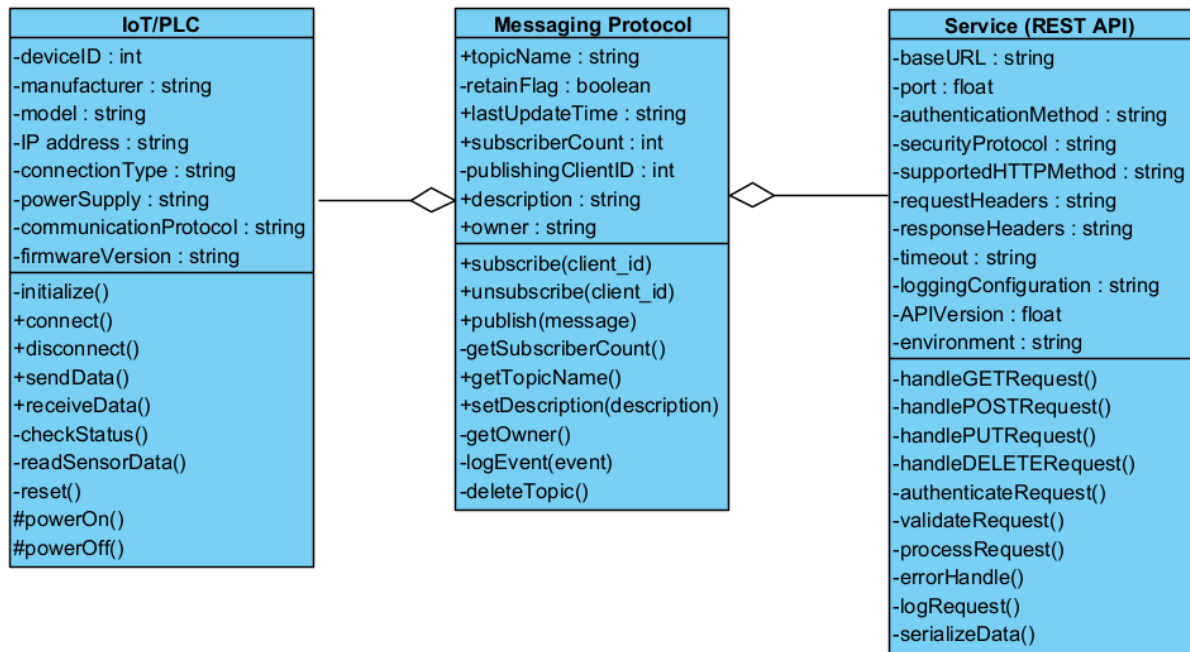 IoT/PLC
-deviceID : int
-manufacturer : string
-model : string
-IP address : string
-connectionType : string
-powerSupply : string
-communicationProtocol : string
-firmwareVersion : string
-initialize()
+connect()
+disconnect()
+sendData()
+receiveData()
-checkStatus()
-readSensorData()
-reset()
#powerOn()
#powerOff()
Messaging Protocol
+topicName : string
-retainFlag : boolean
+lastUpdateTime : string
+subscriberCount : int
-publishingClientID : int
+description : string
+owner : string
+subscribe(client_id)
+unsubscribe(client_id)
+publish(message)
-getSubscriberCount()
+getTopicName()
+setDescription(description)
-getOwner()
-logEvent(event)
-deleteTopic()
Service (REST API)
-baseURL : string
-port : float
-authenticationMethod : string
-securityProtocol : string
-supportedHTTPMethod : string
-requestHeaders : string
-responseHeaders : string
-timeout : string
-loggingConfiguration : string
-APIVersion : float
-environment : string
-handleGETRequest()
-handlePOSTRequest()
-handlePUTRequest()
-handleDELETERequest()
-authenticateRequest()
-validateRequest()
-processRequest()
-errorHandle()
-logRequest()
-serializeData()